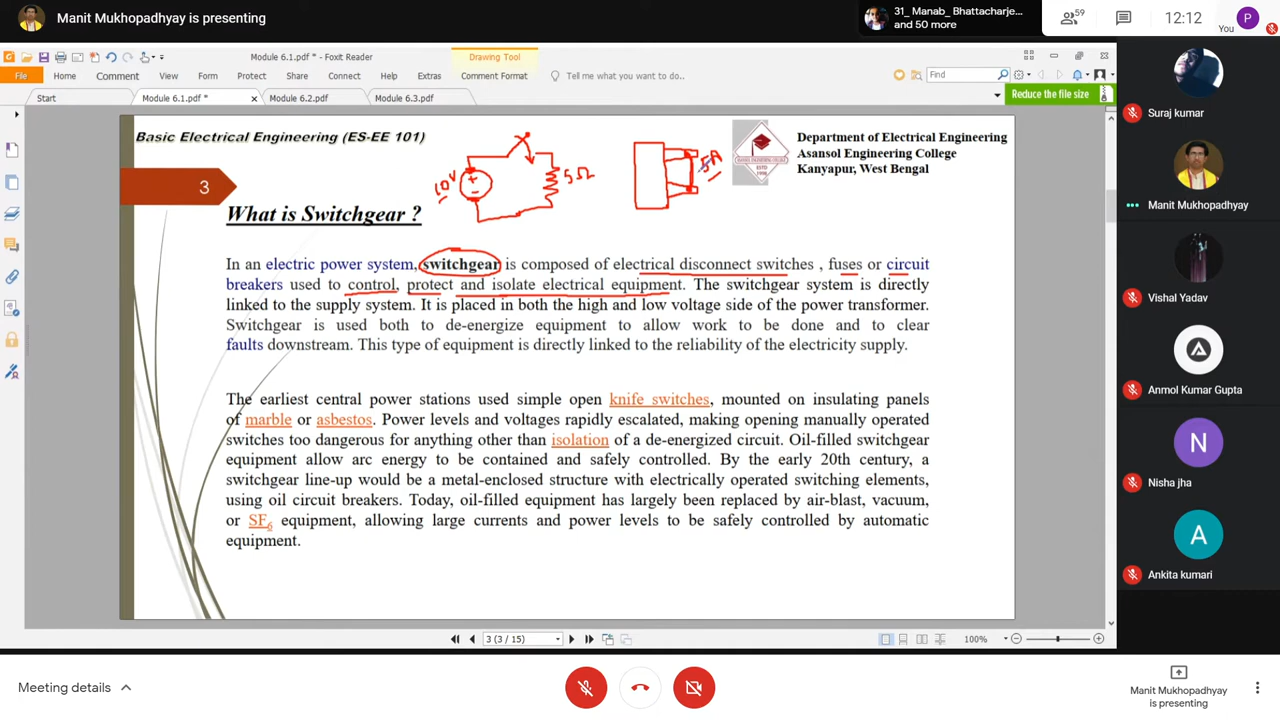 Manit Mukhopadhyay is presenting
31_ Manab_ Bhattacharje...
and 50 more
59
12:12
You
P
Module 6.1.pdf * - Foxit Reader
Drawing Tool
File
Home
Comment
View
Form
Protect
Share
Connect
Help
Extras
Comment Format
Tell me what you want to do..
Find
Start
Module 6.1.pdf *
Module 6.2.pdf
Module 6.3.pdf
Reduce the file size
Basic Electrical Engineering (ES-EE 101)
Department of Electrical Engineering
Asansol Engineering College
Kanyapur, West Bengal
3
10V
+
-
5Ω
5A
What is Switchgear ?
In an electric power system, switchgear is composed of electrical disconnect switches , fuses or circuit
breakers used to control, protect and isolate electrical equipment. The switchgear system is directly
linked to the supply system. It is placed in both the high and low voltage side of the power transformer.
Switchgear is used both to de-energize equipment to allow work to be done and to clear
faults downstream. This type of equipment is directly linked to the reliability of the electricity supply.
The earliest central power stations used simple open knife switches, mounted on insulating panels
of marble or asbestos. Power levels and voltages rapidly escalated, making opening manually operated
switches too dangerous for anything other than isolation of a de-energized circuit. Oil-filled switchgear
equipment allow arc energy to be contained and safely controlled. By the early 20th century, a
switchgear line-up would be a metal-enclosed structure with electrically operated switching elements,
using oil circuit breakers. Today, oil-filled equipment has largely been replaced by air-blast, vacuum,
or SF6 equipment, allowing large currents and power levels to be safely controlled by automatic
equipment.
3 (3 / 15)
100%
Suraj kumar
Manit Mukhopadhyay
Vishal Yadav
Anmol Kumar Gupta
N
Nisha jha
A
Ankita kumari
Meeting details
Manit Mukhopadhyay
is presenting